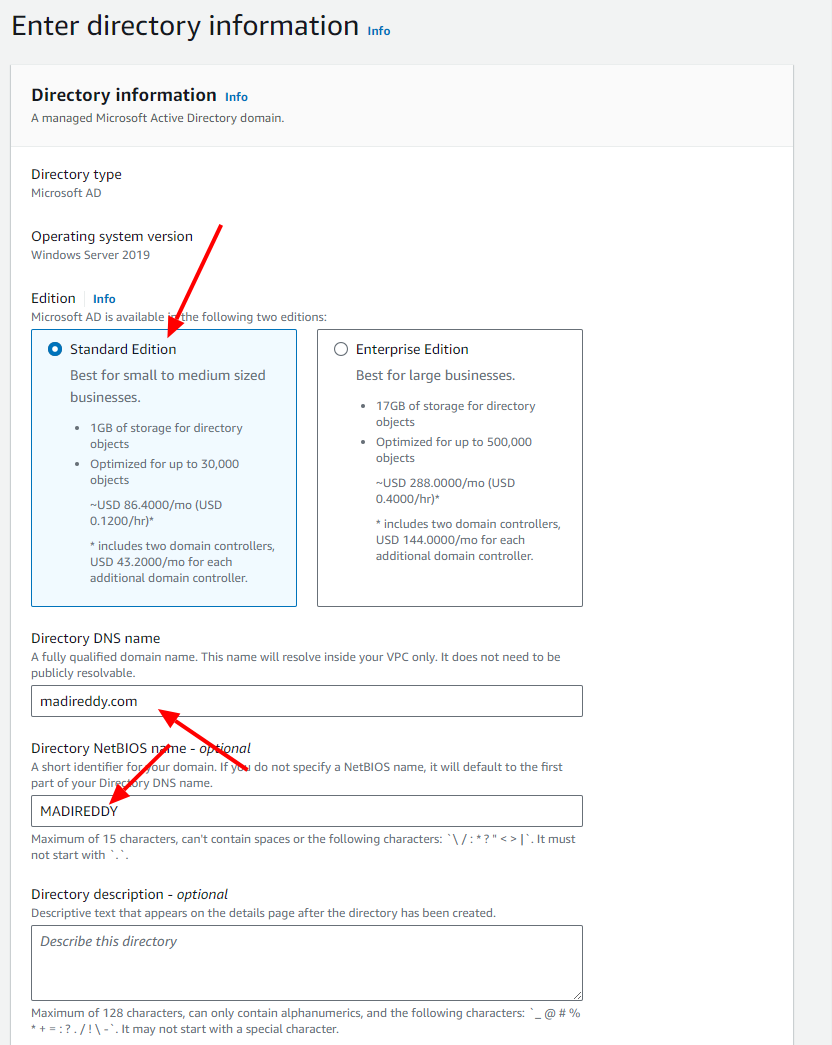 Enter directory information Info
Directory information Info
A managed Microsoft Active Directory domain.
Directory type
Microsoft AD
Operating system version
Windows Server 2019
Edition Info
Microsoft AD is available in the following two editions:
Standard Edition
Best for small to medium sized
businesses.
• 1GB of storage for directory
objects
• Optimized for up to 30,000
objects
~USD 86.4000/mo (USD
0.1200/hr)*
* includes two domain controllers,
USD 43.2000/mo for each
additional domain controller.
Enterprise Edition
Best for large businesses.
• 17GB of storage for directory
objects
• Optimized for up to 500,000
objects
~USD 288.0000/mo (USD
0.4000/hr)*
* includes two domain controllers,
USD 144.0000/mo for each
additional domain controller.
Directory DNS name
A fully qualified domain name. This name will resolve inside your VPC only. It does not need to be
publicly resolvable.
madireddy.com
Directory NetBIOS name - optional
A short identifier for your domain. If you do not specify a NetBIOS name, it will default to the first
part of your Directory DNS name.
MADIREDDY
Maximum of 15 characters, can't contain spaces or the following characters: `\ / : * ? " < > |`. It must
not start with `.`.
Directory description - optional
Descriptive text that appears on the details page after the directory has been created.
Describe this directory
Maximum of 128 characters, can only contain alphanumerics, and the following characters: `_ @ # %
* + = : ? . / ! \ -`. It may not start with a special character.